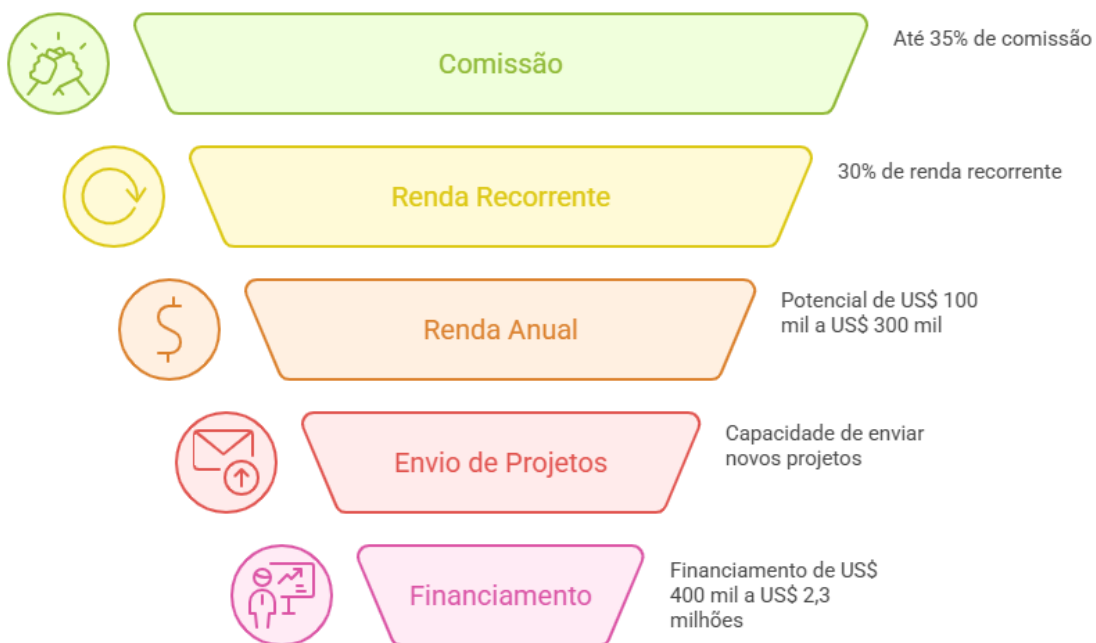 Comissão
Até 35% de comissão
Renda Recorrente
30% de renda recorrente
Renda Anual
Potencial de US$ 100
mil a US$ 300 mil
Envio de Projetos
Capacidade de enviar
novos projetos
Financiamento
Financiamento de US$
400 mil a US$ 2,3
milhões